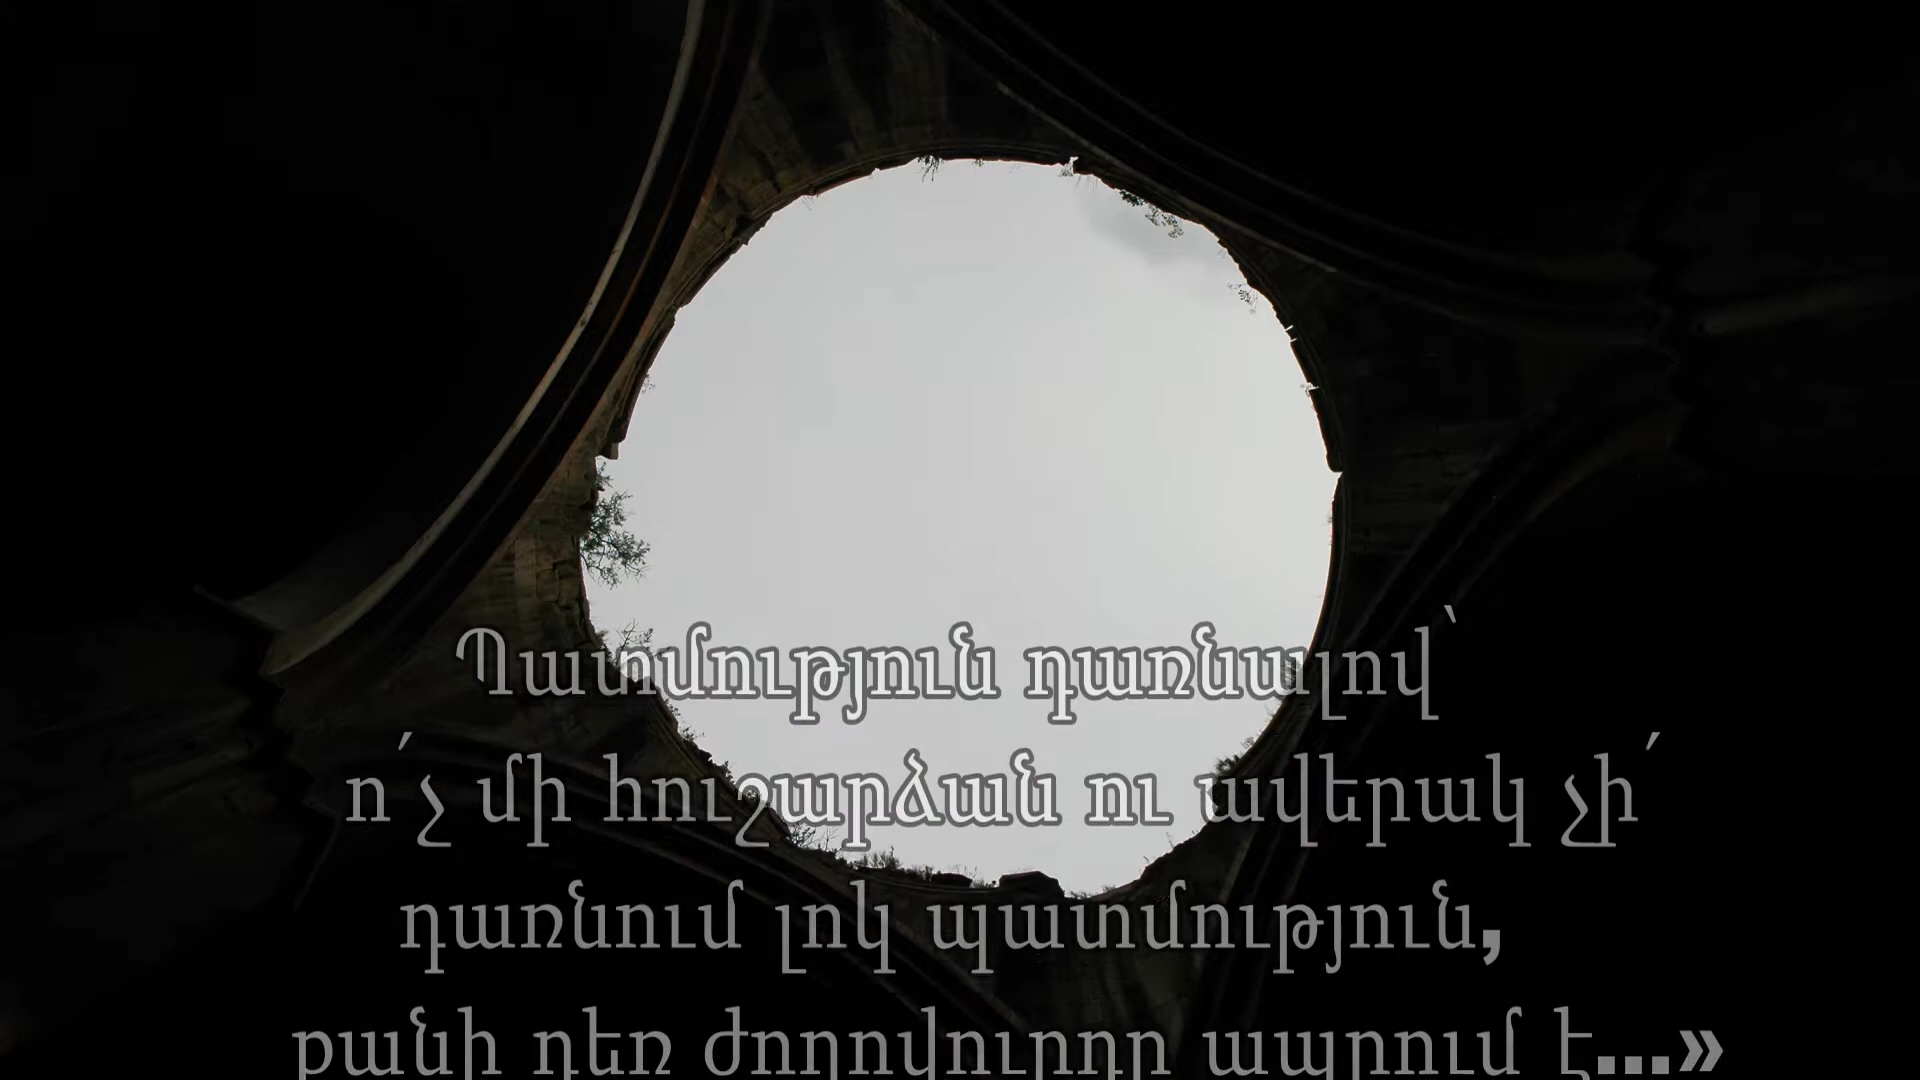 Պատմություն դառնալով՝
ո՛չ մի հուշարձան ու ավերակ չի՛
դառնում լոկ պատմություն,
քանի դեռ ժողովուրդը ապրում է...»